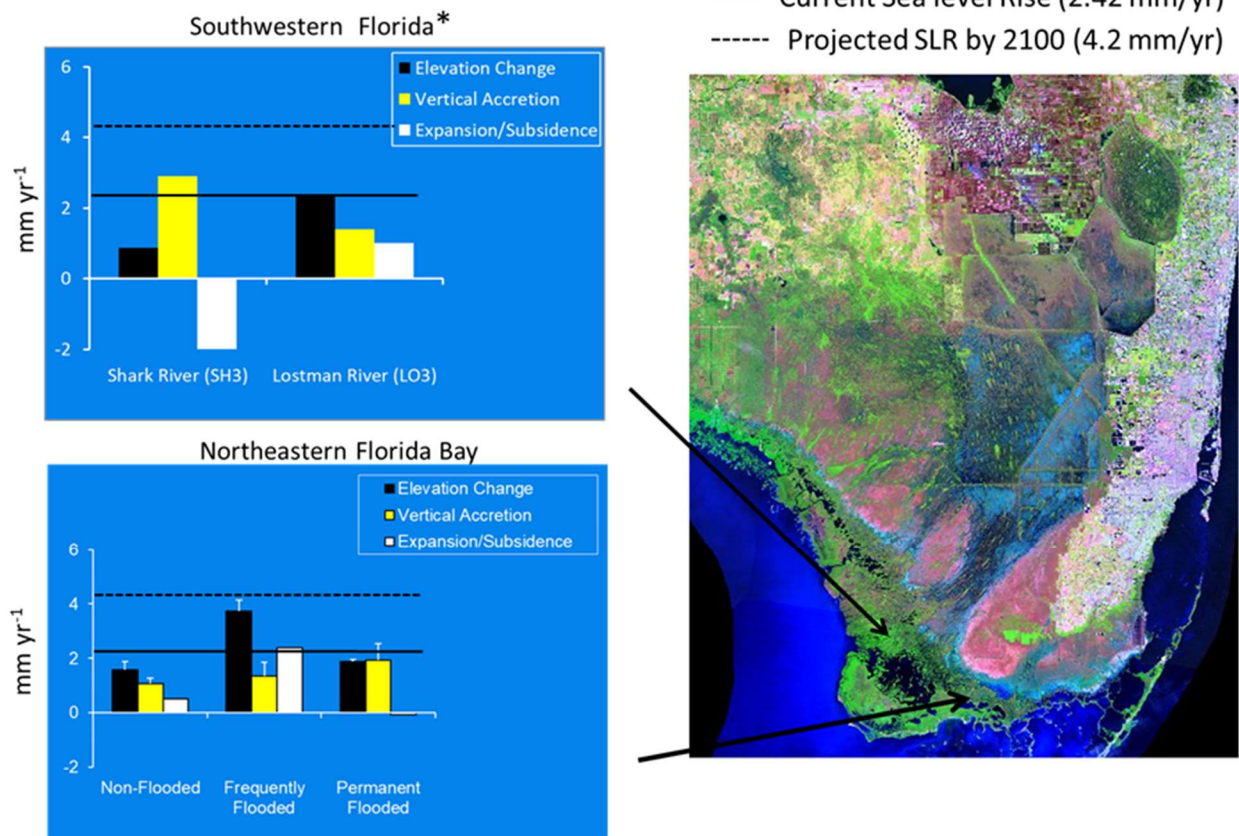 Current Sea level Rise (2.42 mm/yr)
------ Projected SLR by 2100 (4.2 mm/yr)
Southwestern Florida*
Elevation Change
Vertical Accretion
Expansion/Subsidence
6
4
2
0
-2
mm yr-1
Shark River (SH3) Lostman River (LO3)
Northeastern Florida Bay
Elevation Change
Vertical Accretion
Expansion/Subsidence
6
4
2
0
-2
mm yr-1
Non-Flooded Frequently Permanent
Flooded Flooded